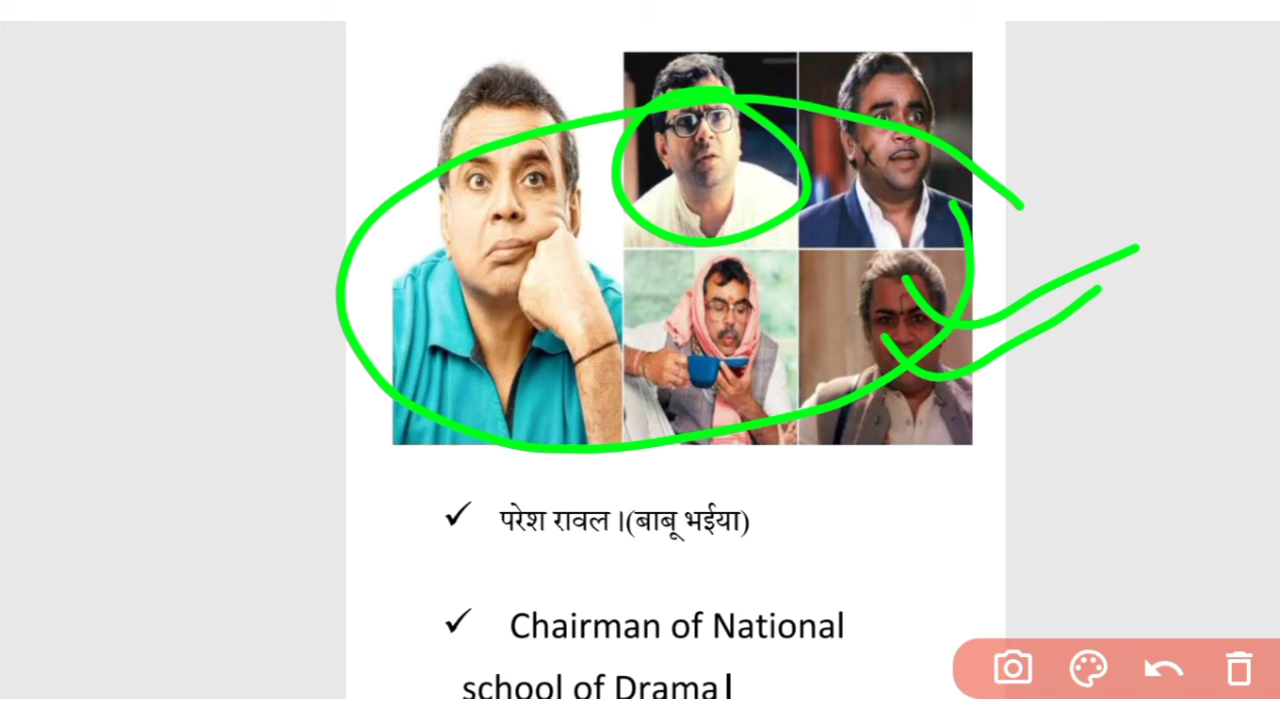 ✓ परेश रावल ।(बाबू भईया)
✓ Chairman of National
school of Drama।